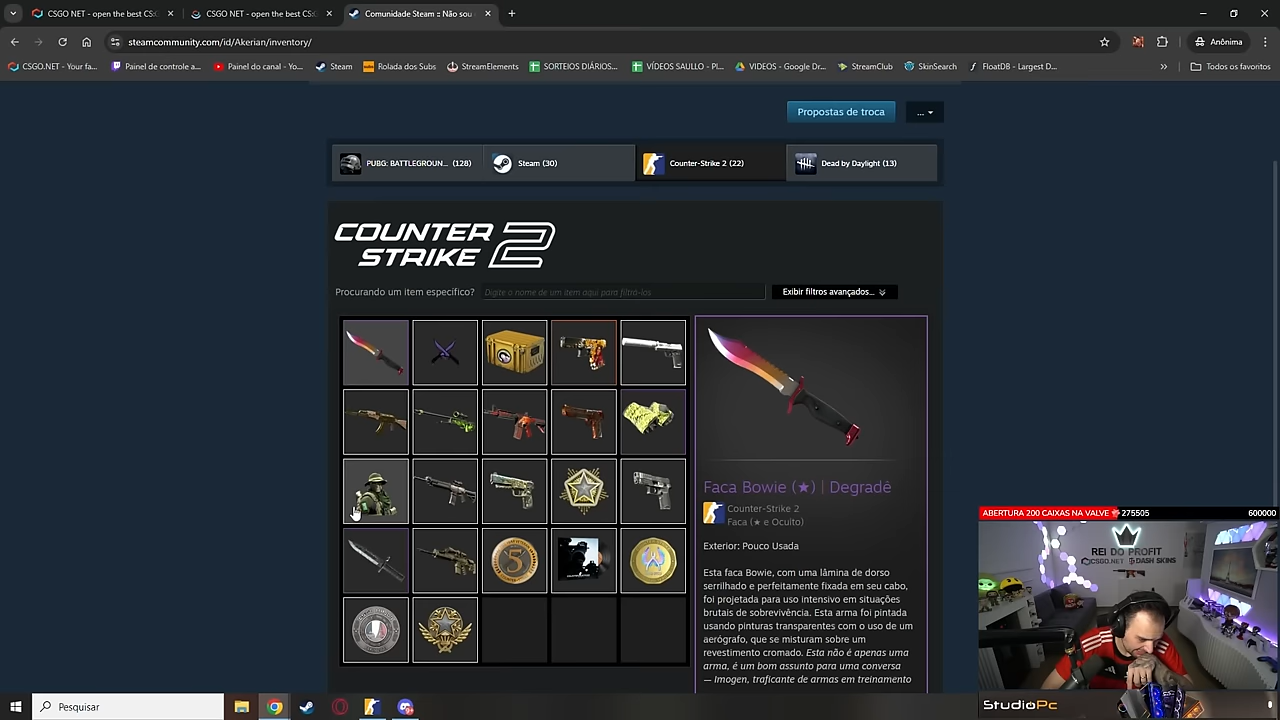 CSGO NET - open the best CS:
CSGO NET - open the best CS:
Comunidade Steam :: Não sou
steamcommunity.com/id/Akerian/inventory/
Anônima
CSGO.NET - Your fa...
Painel de controle a...
Painel do canal - Yo...
Steam
Rolada dos Subs
StreamElements
SORTEIOS DIÁRIOS...
VÍDEOS SAULLO - PI...
VIDEOS - Google Dr...
StreamClub
SkinSearch
FloatDB - Largest D...
Todos os favoritos
Propostas de troca
...
PUBG: BATTLEGROUN... (128)
Steam (30)
Counter-Strike 2 (22)
Dead by Daylight (13)
COUNTER
STRIKE 2
Procurando um item específico?
Digite o nome de um item aqui para filtrá-los
Exibir filtros avançados...
Faca Bowie (★) | Degradê
Counter-Strike 2
Faca (★ e Oculto)
Exterior: Pouco Usada
Esta faca Bowie, com uma lâmina de dorso
serrilhado e perfeitamente fixada em seu cabo,
foi projetada para uso intensivo em situações
brutais de sobrevivência. Esta arma foi pintada
usando pinturas transparentes com o uso de um
aerógrafo, que se misturam sobre um
revestimento cromado. Esta não é apenas uma
arma, é um bom assunto para uma conversa
— Imogen, traficante de armas em treinamento
ABERTURA 200 CAIXAS NA VALVE
275505
600000
REI DO PROFIT
CSGO.NET
DASH SKINS
StudioPc
Pesquisar